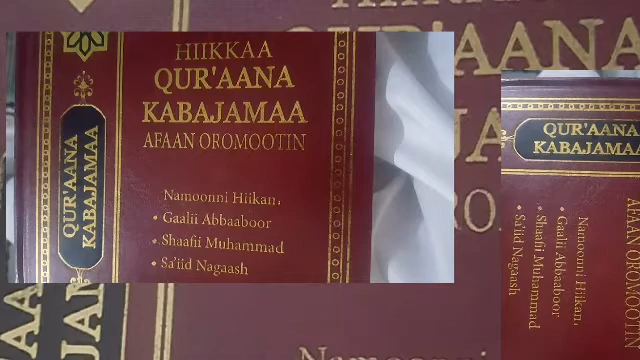 HIIKKAA
QUR'AANA
KABAJAMAA
AFAAN OROMOOTIN
Namoonni Hiikan:
• Gaalii Abbaaboor
• Shaafii Muhammad
• Sa'iid Nagaash
QUR'AANA
KABAJAMAA
QUR'AANA
KABAJAMAA
AFAAN OROMOOTIN
Namoonni Hiikan:
• Gaalii Abbaaboor
• Shaafii Muhammad
• Sa'iid Nagaash